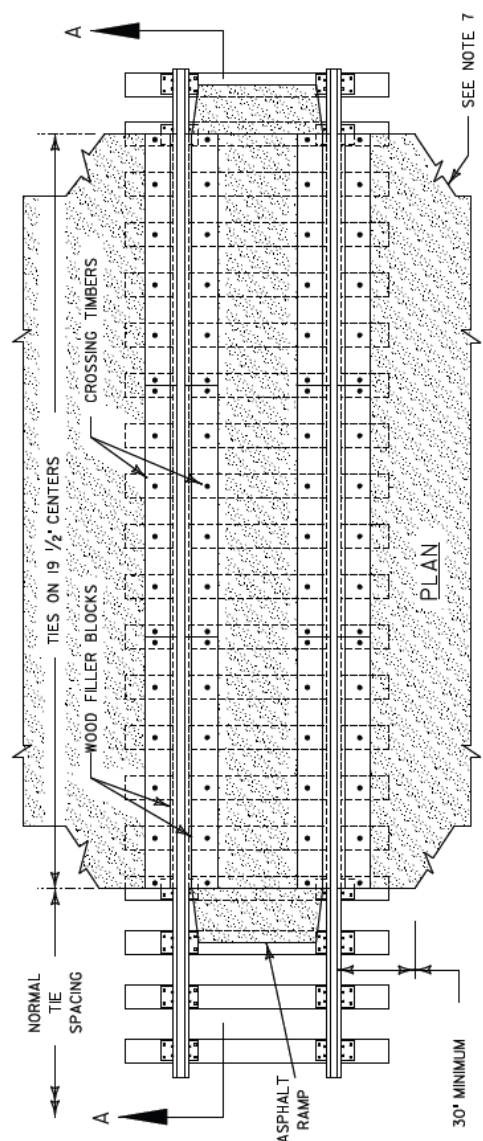 A
SEE NOTE 7
TIES ON 19 ½' CENTERS
CROSSING TIMBERS
WOOD FILLER BLOCKS
PLAN
NORMAL
TIE
SPACING
A
ASPHALT
RAMP
30' MINIMUM